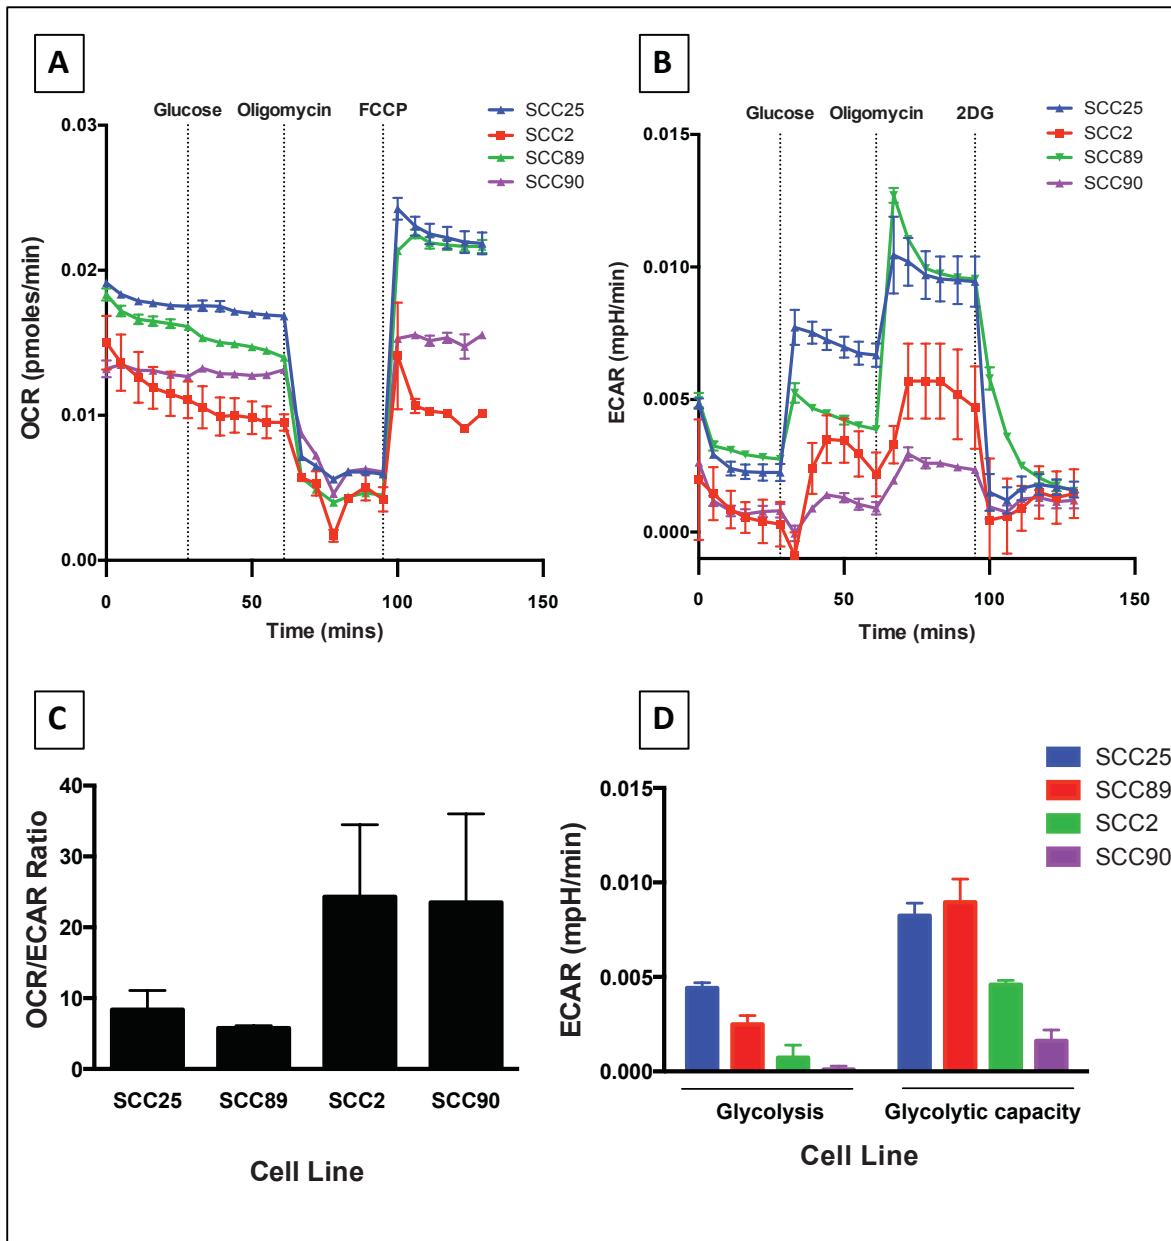 A
Glucose Oligomycin FCCP
SCC25
SCC2
SCC89
SCC90
0.03
0.02
0.01
0.00
OCR (pmoles/min)
0 50 100 150
Time (mins)
B
Glucose Oligomycin 2DG
SCC25
SCC2
SCC89
SCC90
0.015
0.010
0.005
0.000
ECAR (mpH/min)
0 50 100 150
Time (mins)
C
40
30
20
10
0
OCR/ECAR Ratio
SCC25 SCC89 SCC2 SCC90
Cell Line
D
SCC25
SCC89
SCC2
SCC90
0.015
0.010
0.005
0.000
ECAR (mpH/min)
Glycolysis Glycolytic capacity
Cell Line